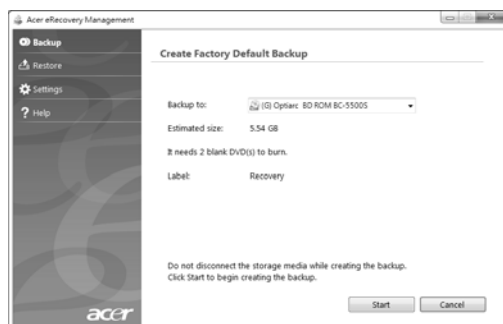 Acer eRecovery Management
Backup
Restore
Settings
Help
Create Factory Default Backup
Backup to: (G) Optiarc BD ROM BC-5500S
Estimated size: 5.54 GB
It needs 2 blank DVD(s) to burn.
Label: Recovery
Do not disconnect the storage media while creating the backup.
Click Start to begin creating the backup.
Start Cancel
acer